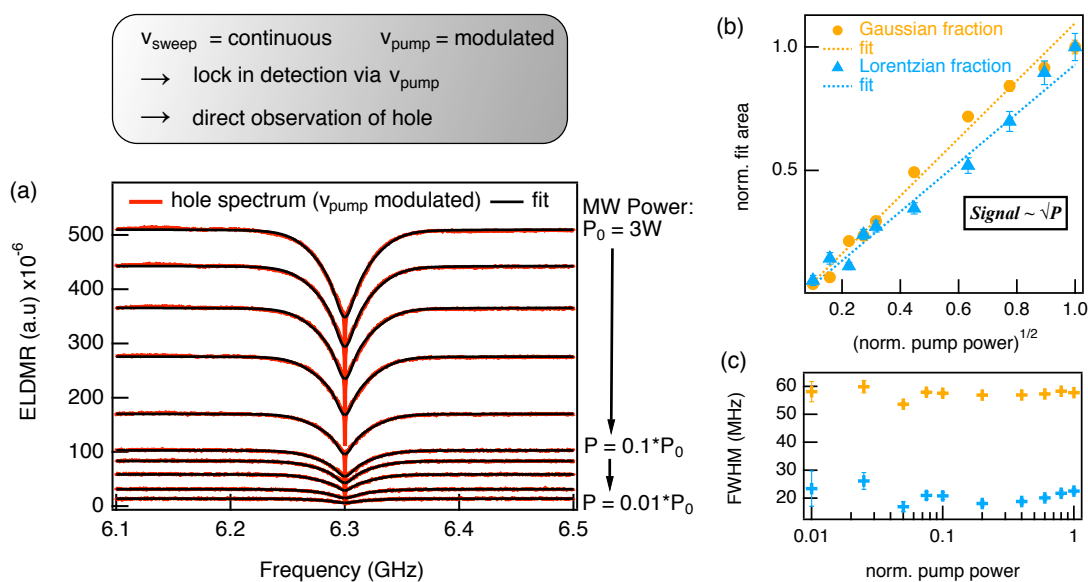 v_sweep = continuous v_pump = modulated
→ lock in detection via v_pump
→ direct observation of hole
(a)
hole spectrum (v_pump modulated) fit
MW Power:
P_0 = 3W
P = 0.1*P_0
P = 0.01*P_0
ELDMR (a.u) x10^-6
500
400
300
200
100
0
6.1 6.2 6.3 6.4 6.5
Frequency (GHz)
(b)
Gaussian fraction
fit
Lorentzian fraction
fit
Signal ~ √P
norm. fit area
1.0
0.5
0.2 0.4 0.6 0.8 1.0
(norm. pump power)^1/2
(c)
FWHM (MHz)
60
50
40
30
20
0.01 0.1 1
norm. pump power